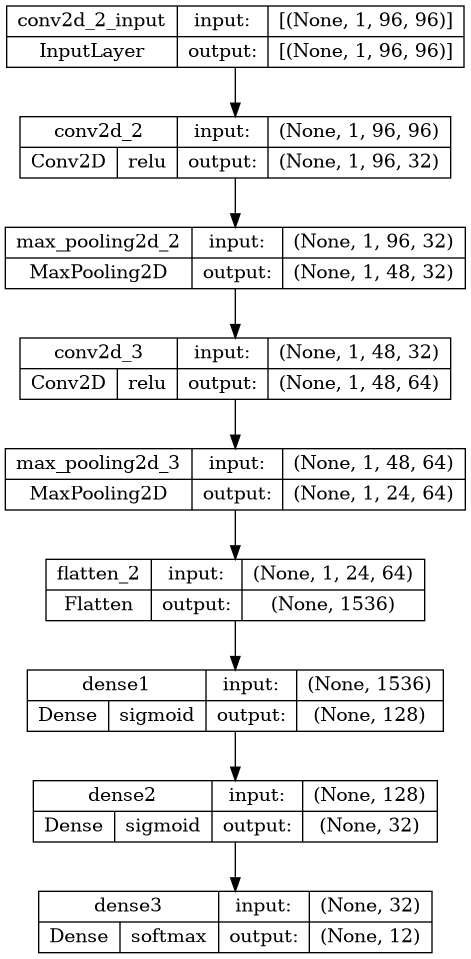 conv2d_2_input input: [(None, 1, 96, 96)]
InputLayer output: [(None, 1, 96, 96)]
conv2d_2 input: (None, 1, 96, 96)
Conv2D relu output: (None, 1, 96, 32)
max_pooling2d_2 input: (None, 1, 96, 32)
MaxPooling2D output: (None, 1, 48, 32)
conv2d_3 input: (None, 1, 48, 32)
Conv2D relu output: (None, 1, 48, 64)
max_pooling2d_3 input: (None, 1, 48, 64)
MaxPooling2D output: (None, 1, 24, 64)
flatten_2 input: (None, 1, 24, 64)
Flatten output: (None, 1536)
dense1 input: (None, 1536)
Dense sigmoid output: (None, 128)
dense2 input: (None, 128)
Dense sigmoid output: (None, 32)
dense3 input: (None, 32)
Dense softmax output: (None, 12)